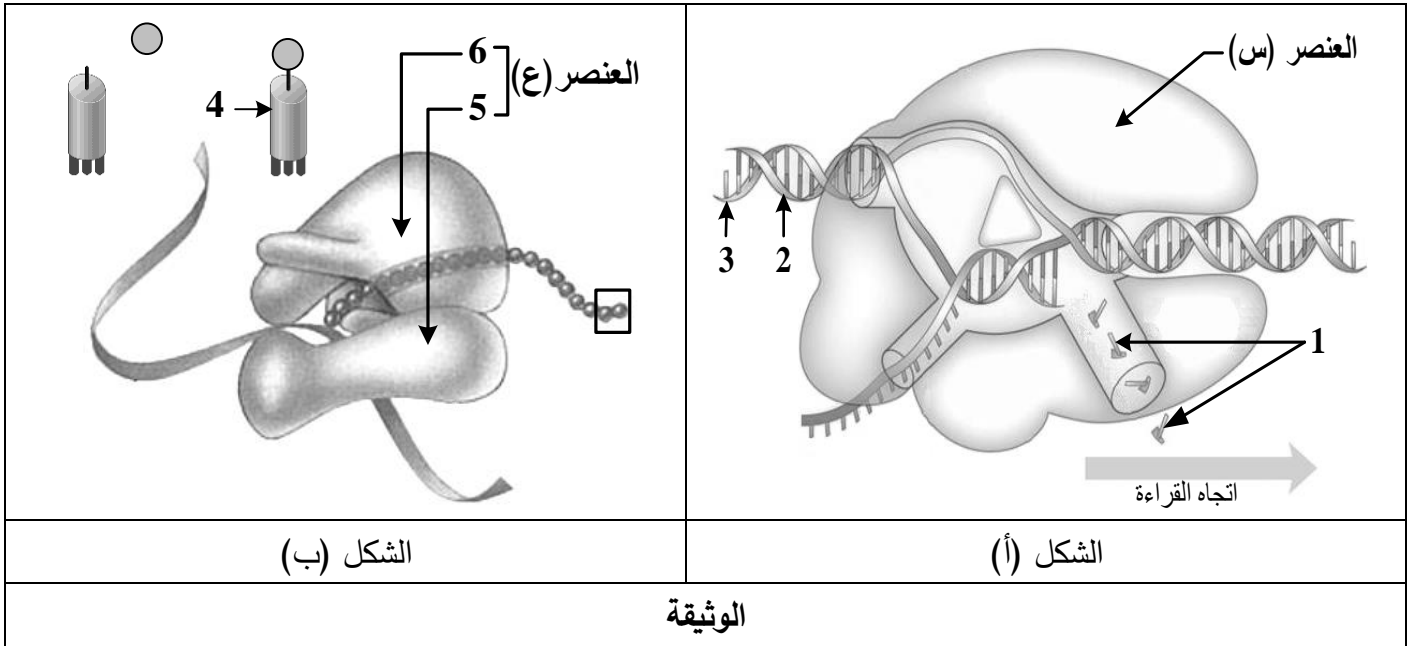 العنصر (س)
2
3
1
اتجاه القراءة
الشكل (أ)
6
العنصر(ع)
5
4
الشكل (ب)
الوثيقة